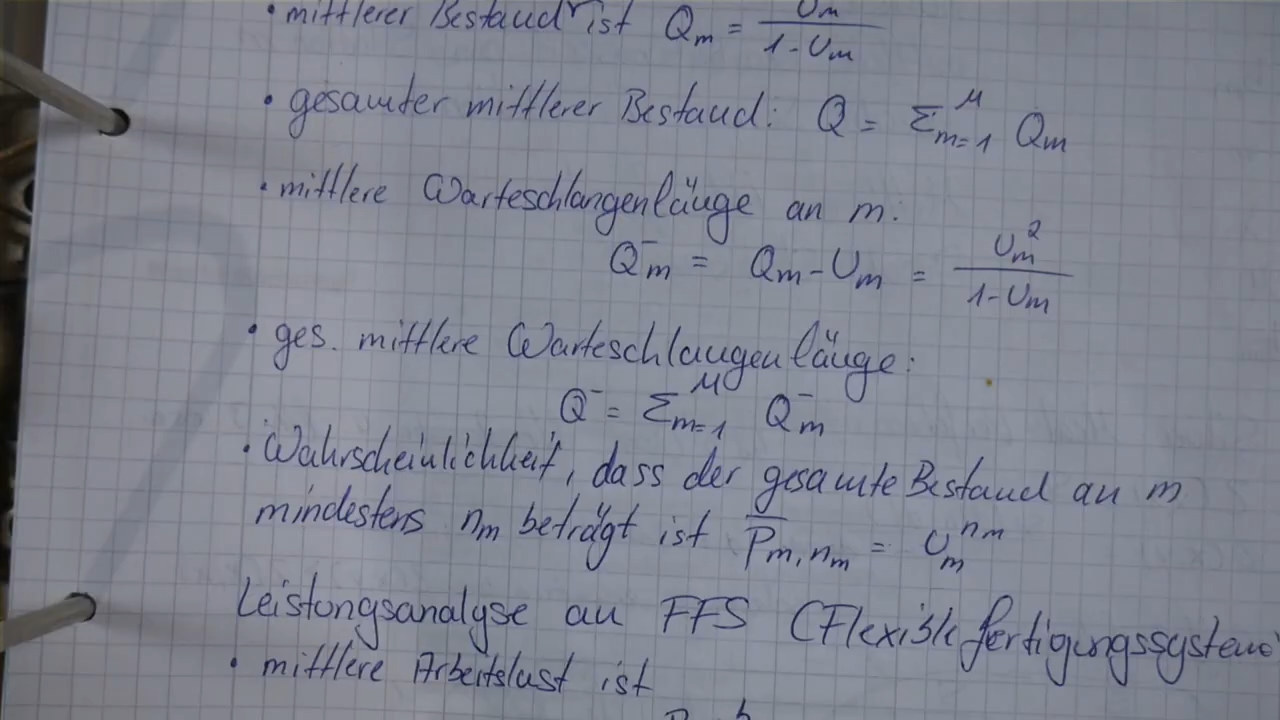 • mittlerer Bestand ist Q_m = U_m / (1-U_m)
• gesamter mittlerer Bestand: Q = Σ_{m=1}^{M} Q_m
• mittlere Warteschlangenlänge an m:
Q⁻_m = Q_m - U_m = U_m² / (1-U_m)
• ges. mittlere Warteschlangenlänge:
Q⁻ = Σ_{m=1}^{M} Q⁻_m
• Wahrscheinlichkeit, dass der gesamte Bestand an m
mindestens n_m beträgt ist P̅_{m,n_m} = U_m^{n_m}
Leistungsanalyse an FFS (Flexible Fertigungssysteme)
• mittlere Arbeitslast ist